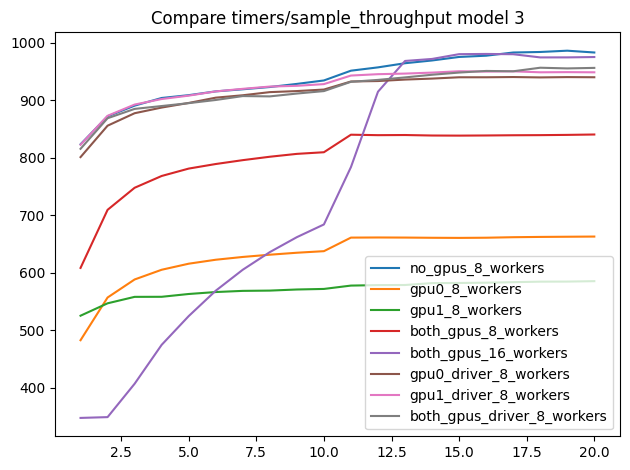 Compare timers/sample_throughput model 3
1000
900
800
700
600
500
400
no_gpus_8_workers
gpu0_8_workers
gpu1_8_workers
both_gpus_8_workers
both_gpus_16_workers
gpu0_driver_8_workers
gpu1_driver_8_workers
both_gpus_driver_8_workers
2.5 5.0 7.5 10.0 12.5 15.0 17.5 20.0